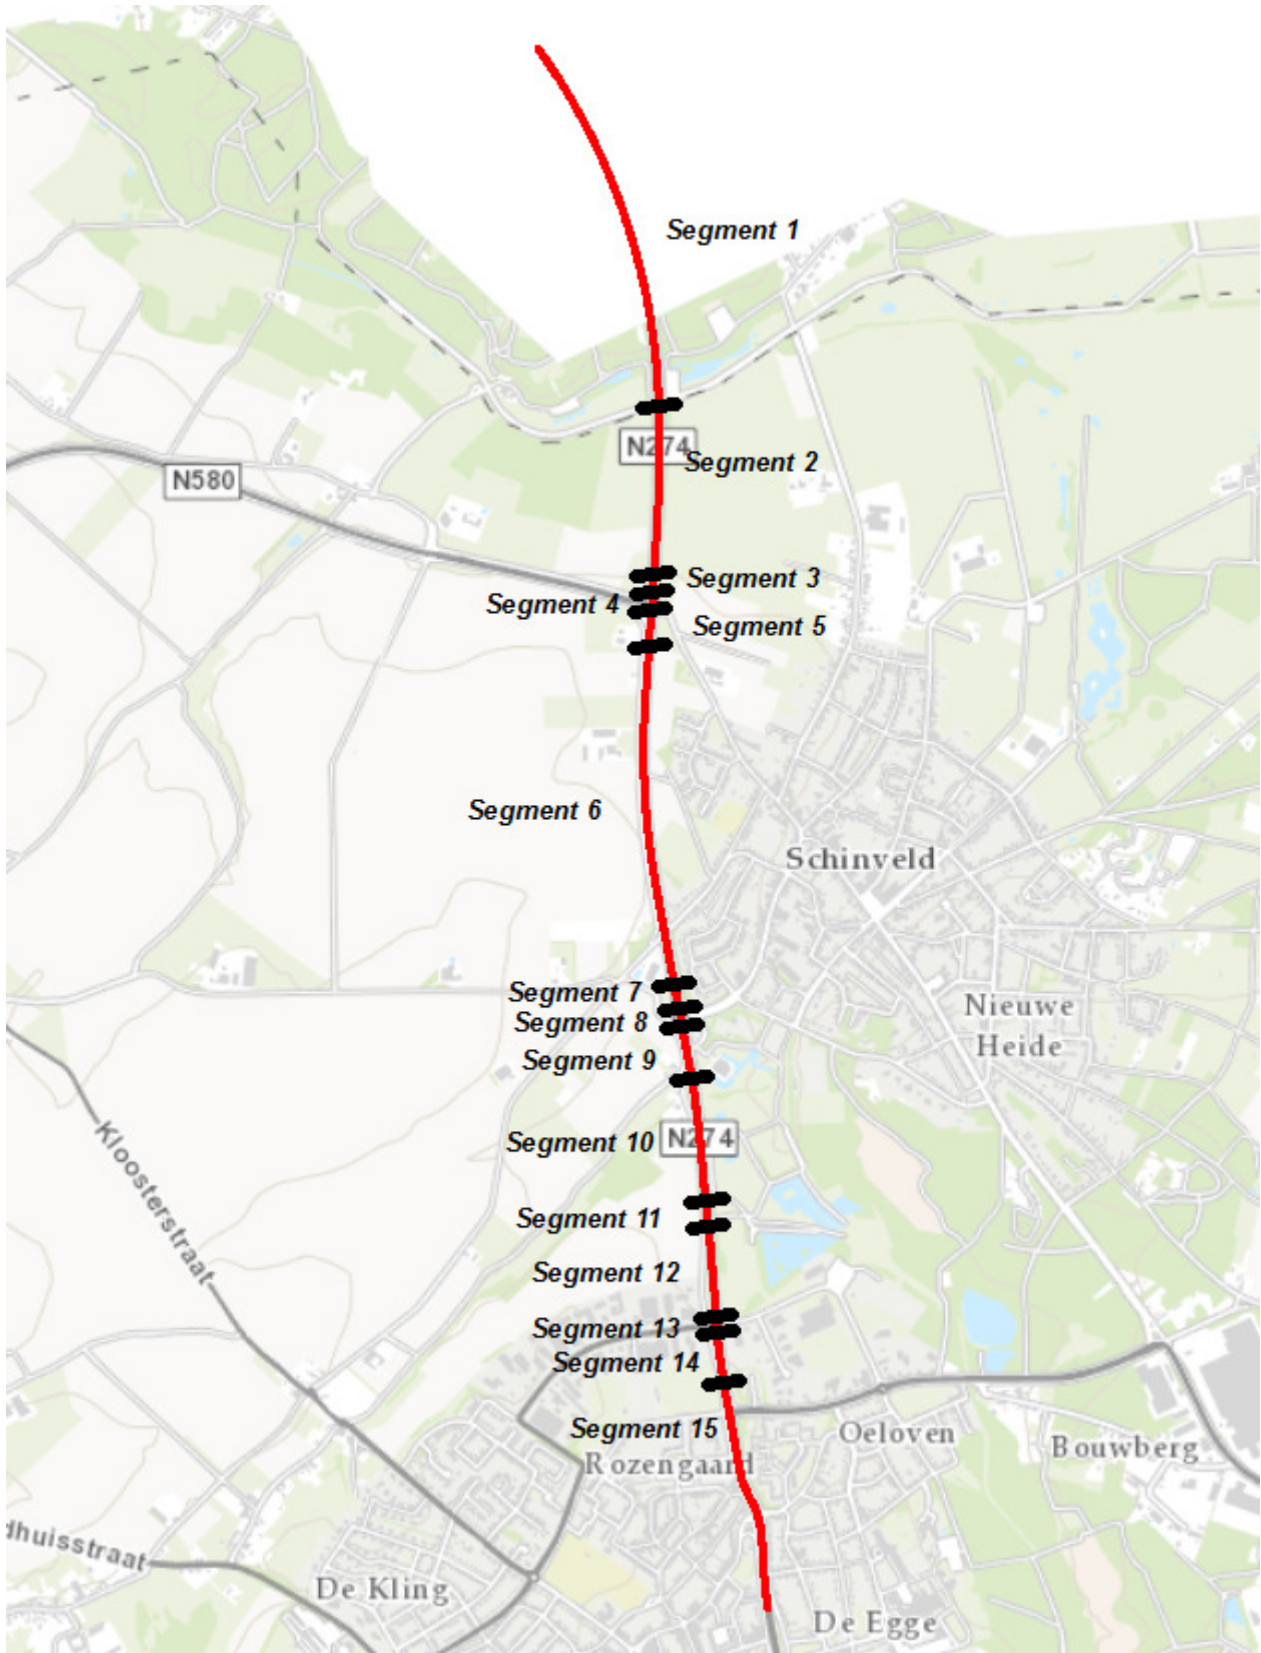 Segment 1
N274
Segment 2
N580
Segment 3
Segment 4
Segment 5
Segment 6
Schinveld
Segment 7
Nieuwe
Heide
Segment 8
Segment 9
Kloosterstraat
Segment 10
N274
Segment 11
Segment 12
Segment 13
Segment 14
Segment 15
Oeloven
Bouwberg
Rozengaard
dhuisstraat
De Kling
De Egge